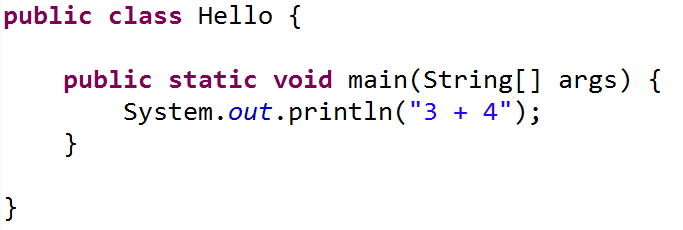 public class Hello {
public static void main(String[] args) {
System.out.println("3 + 4");
}
}